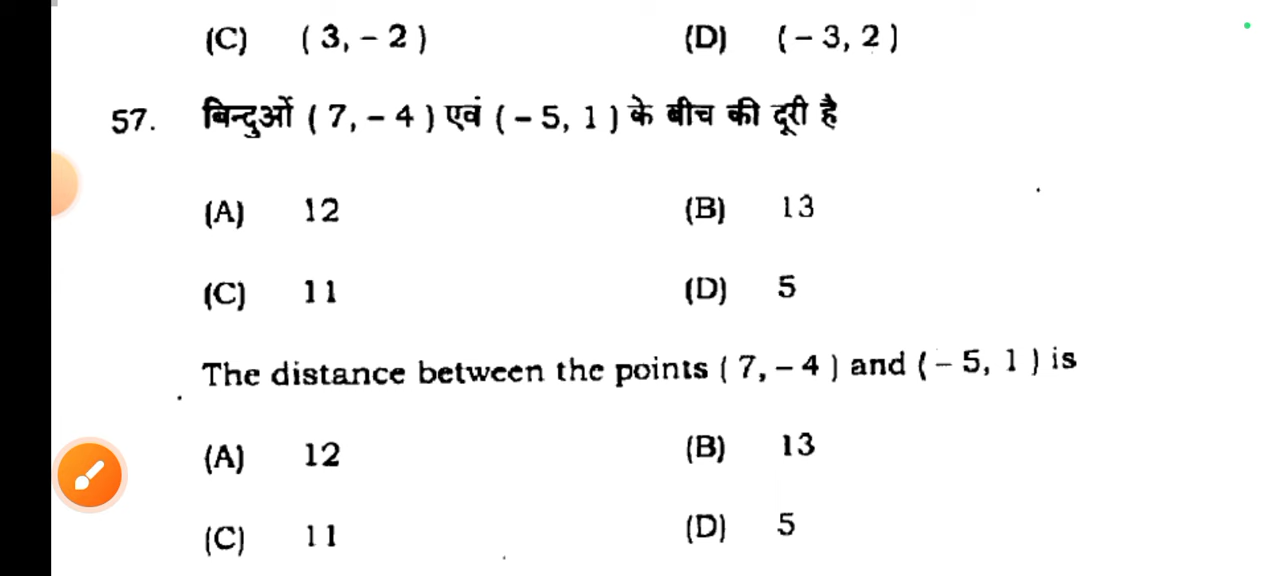 (C) ( 3, – 2 ) (D) ( – 3, 2 )
57. बिन्दुओं ( 7, – 4 ) एवं ( – 5, 1 ) के बीच की दूरी है
(A) 12 (B) 13
(C) 11 (D) 5
The distance between the points ( 7, – 4 ) and ( – 5, 1 ) is
(A) 12 (B) 13
(C) 11 (D) 5